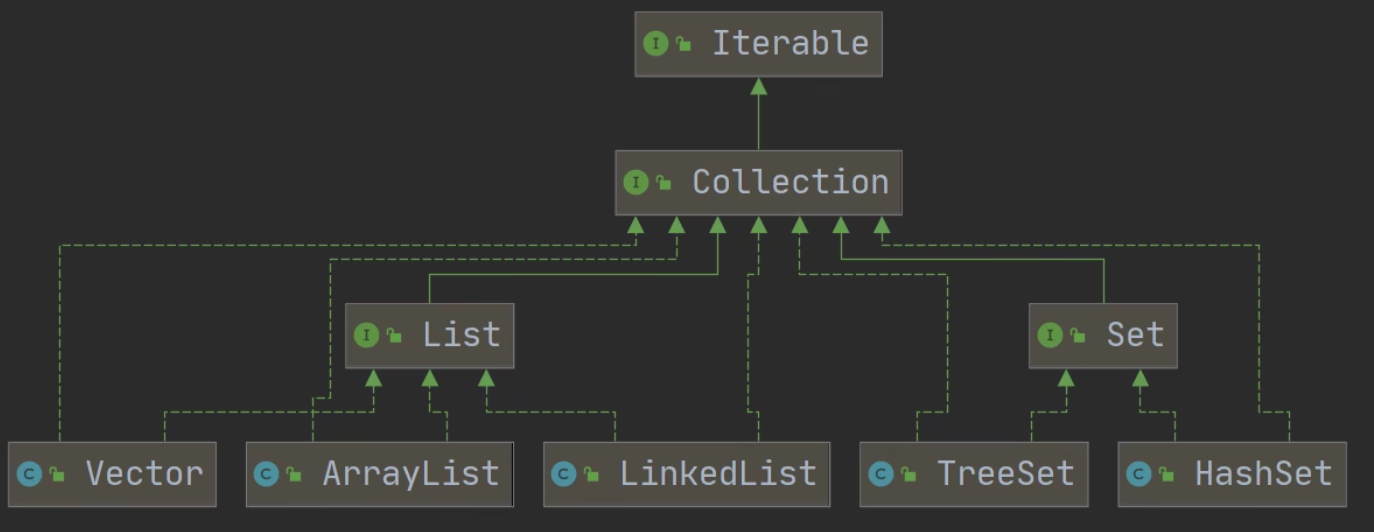 I Iterable
I Collection
I List
I Set
C Vector
C ArrayList
C LinkedList
C TreeSet
C HashSet